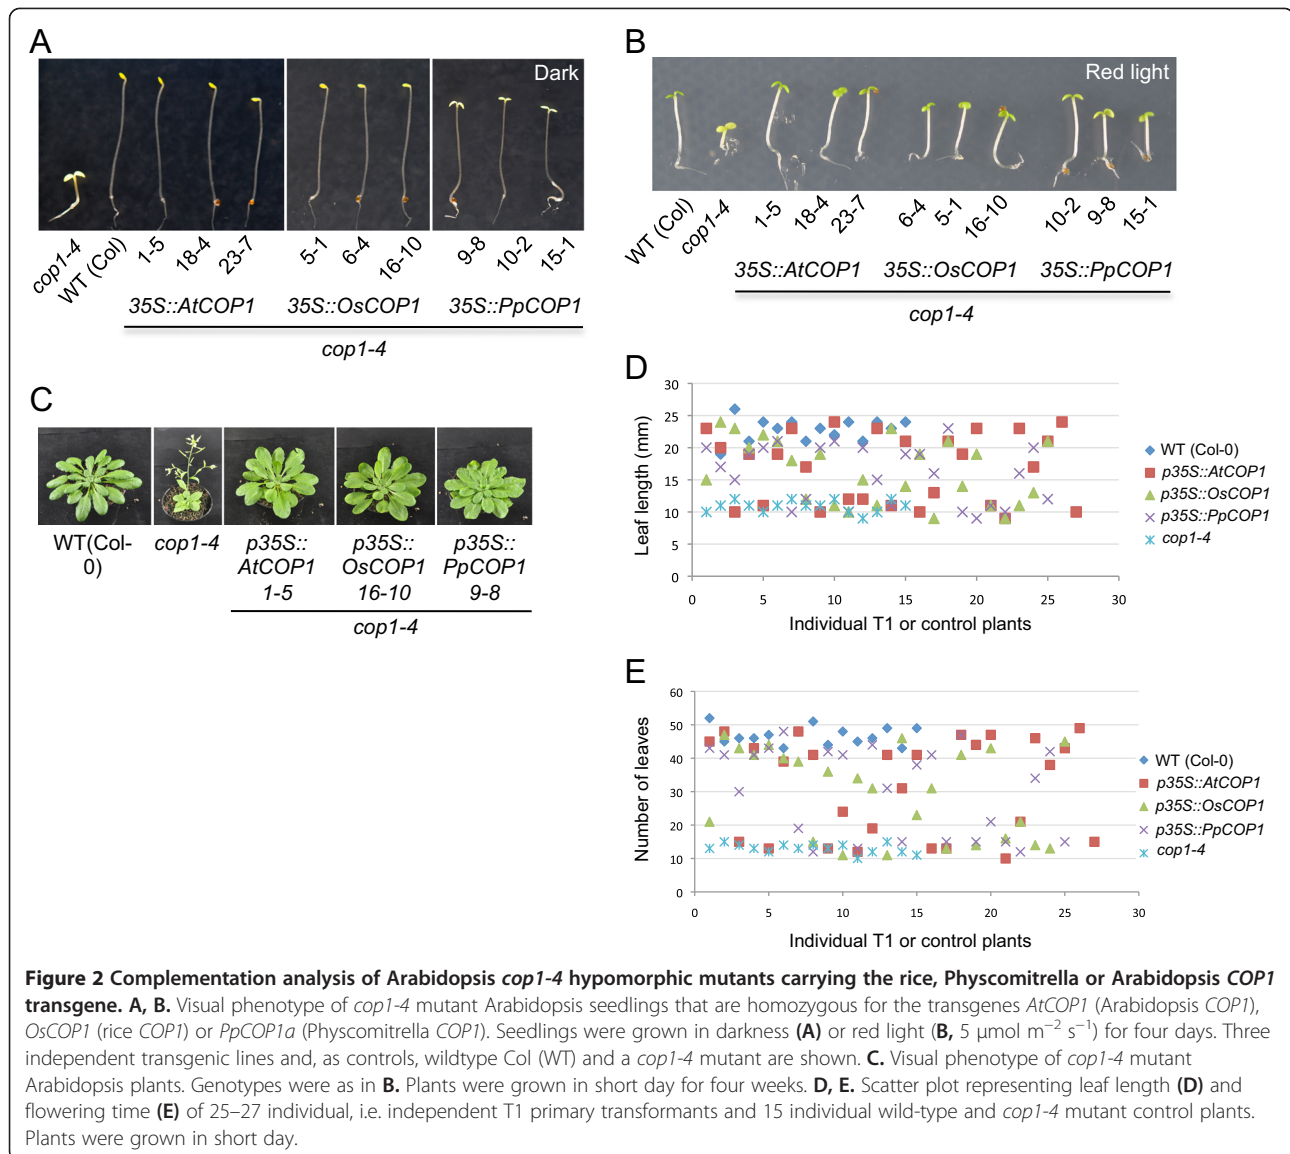 A
Dark
cop1-4
WT (Col)
1-5
18-4
23-7
5-1
6-4
16-10
9-8
10-2
15-1
35S::AtCOP1
35S::OsCOP1
35S::PpCOP1
cop1-4
B
Red light
WT (Col)
cop1-4
1-5
18-4
23-7
6-4
5-1
16-10
10-2
9-8
15-1
35S::AtCOP1
35S::OsCOP1
35S::PpCOP1
cop1-4
C
WT(Col-0)
cop1-4
p35S::AtCOP1 1-5
p35S::OsCOP1 16-10
p35S::PpCOP1 9-8
cop1-4
D
Leaf length (mm)
30
25
20
15
10
5
0
0 5 10 15 20 25 30
Individual T1 or control plants
WT (Col-0)
p35S::AtCOP1
p35S::OsCOP1
p35S::PpCOP1
cop1-4
E
Number of leaves
60
50
40
30
20
10
0
0 5 10 15 20 25 30
Individual T1 or control plants
WT (Col-0)
p35S::AtCOP1
p35S::OsCOP1
p35S::PpCOP1
cop1-4
Figure 2 Complementation analysis of Arabidopsis cop1-4 hypomorphic mutants carrying the rice, Physcomitrella or Arabidopsis COP1
transgene. A, B. Visual phenotype of cop1-4 mutant Arabidopsis seedlings that are homozygous for the transgenes AtCOP1 (Arabidopsis COP1),
OsCOP1 (rice COP1) or PpCOP1a (Physcomitrella COP1). Seedlings were grown in darkness (A) or red light (B, 5 μmol m⁻² s⁻¹) for four days. Three
independent transgenic lines and, as controls, wildtype Col (WT) and a cop1-4 mutant are shown. C. Visual phenotype of cop1-4 mutant
Arabidopsis plants. Genotypes were as in B. Plants were grown in short day for four weeks. D, E. Scatter plot representing leaf length (D) and
flowering time (E) of 25–27 individual, i.e. independent T1 primary transformants and 15 individual wild-type and cop1-4 mutant control plants.
Plants were grown in short day.